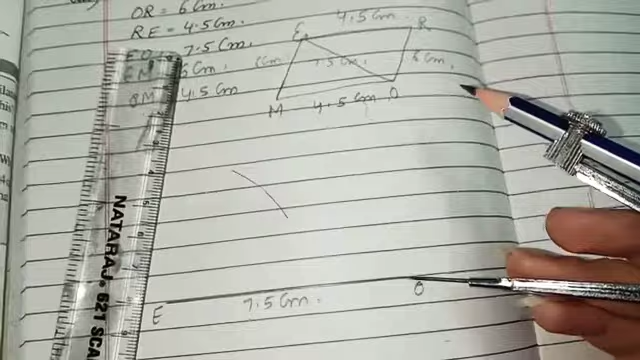 OR = 6 Cm
RE = 4.5 Cm.
EO = 7.5 Cm.
EM = 6 Cm.
OM = 4.5 Cm
E 4.5 Cm R
6 Cm 7.5 Cm. 6 Cm.
M 4.5 Cm O
NATARAJ 621 SCA
E 7.5 Cm. O